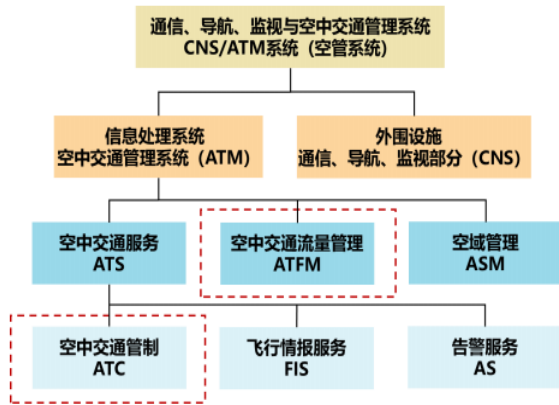 通信、导航、监视与空中交通管理系统
CNS/ATM系统（空管系统）
信息处理系统
空中交通管理系统（ATM）
外围设施
通信、导航、监视部分（CNS）
空中交通服务
ATS
空中交通流量管理
ATFM
空域管理
ASM
空中交通管制
ATC
飞行情报服务
FIS
告警服务
AS